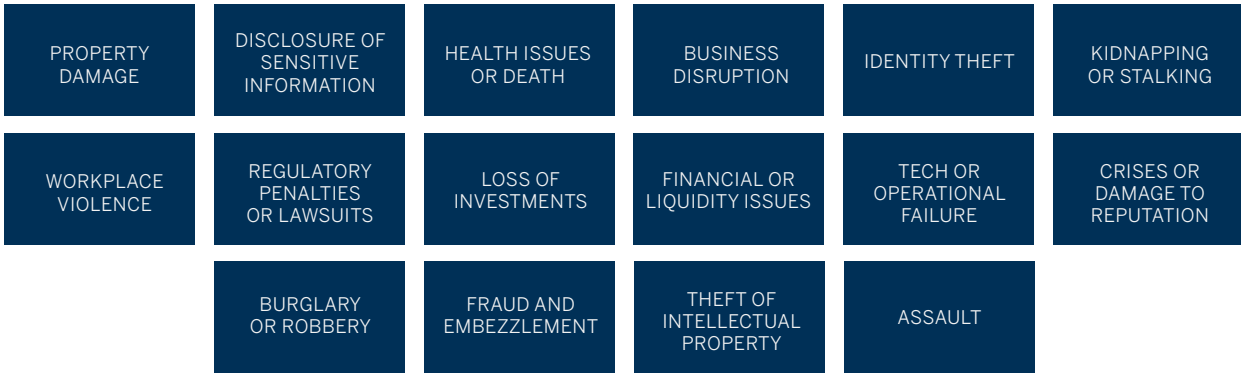 PROPERTY
DAMAGE
DISCLOSURE OF
SENSITIVE
INFORMATION
HEALTH ISSUES
OR DEATH
BUSINESS
DISRUPTION
IDENTITY THEFT
KIDNAPPING
OR STALKING
WORKPLACE
VIOLENCE
REGULATORY
PENALTIES
OR LAWSUITS
LOSS OF
INVESTMENTS
FINANCIAL OR
LIQUIDITY ISSUES
TECH OR
OPERATIONAL
FAILURE
CRISES OR
DAMAGE TO
REPUTATION
BURGLARY
OR ROBBERY
FRAUD AND
EMBEZZLEMENT
THEFT OF
INTELLECTUAL
PROPERTY
ASSAULT